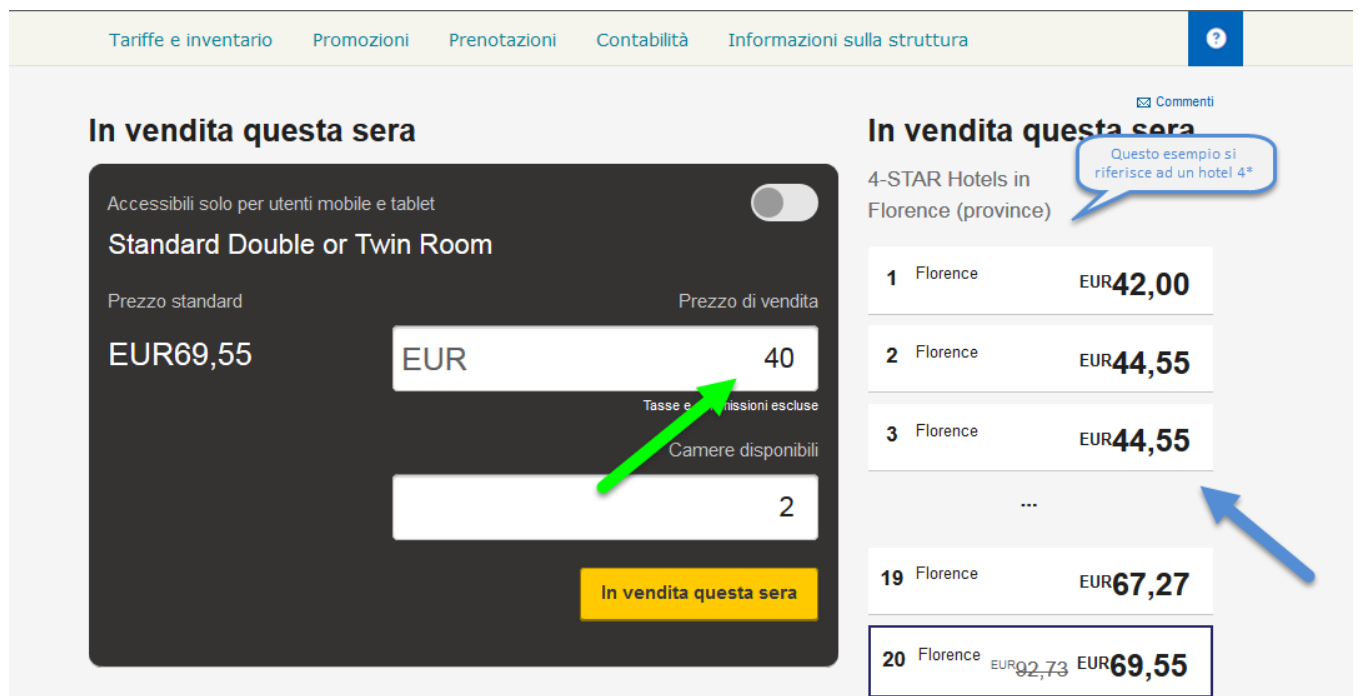 Tariffe e inventario Promozioni Prenotazioni Contabilità Informazioni sulla struttura ?
Commenti
In vendita questa sera
Accessibili solo per utenti mobile e tablet
Standard Double or Twin Room
Prezzo standard Prezzo di vendita
EUR69,55 EUR 40
Tasse e missioni escluse
Camere disponibili
2
In vendita questa sera
In vendita questa sera
Questo esempio si
riferisce ad un hotel 4*
4-STAR Hotels in
Florence (province)
1 Florence EUR42,00
2 Florence EUR44,55
3 Florence EUR44,55
...
19 Florence EUR67,27
20 Florence EUR92,73 EUR69,55